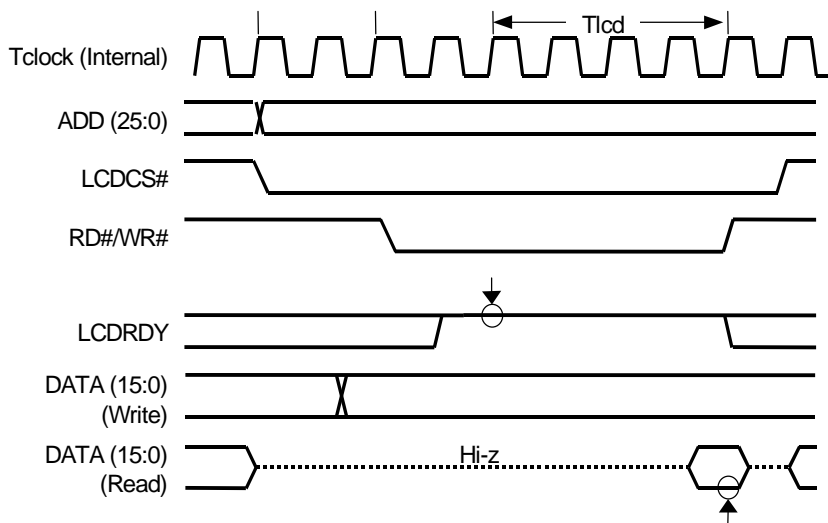 Tlcd
Tclock (Internal)
ADD (25:0)
LCDCS#
RD#/WR#
LCDRDY
DATA (15:0)
(Write)
DATA (15:0)
(Read)
Hi-z